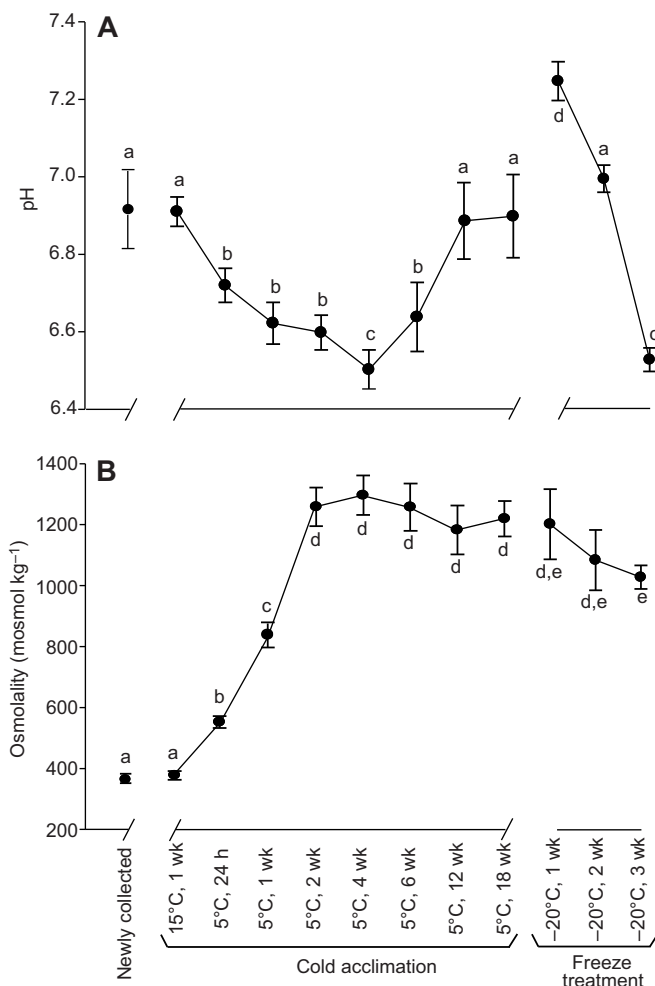 A
7.4
7.2
7.0
6.8
6.6
6.4
pH
a
a
b
b
b
c
b
a
a
d
a
c
B
1400
1200
1000
800
600
400
200
Osmolality (mosmol kg–1)
a
a
b
c
d
d
d
d
d
d,e
d,e
e
Newly collected
15°C, 1 wk
5°C, 24 h
5°C, 1 wk
5°C, 2 wk
5°C, 4 wk
5°C, 6 wk
5°C, 12 wk
5°C, 18 wk
–20°C, 1 wk
–20°C, 2 wk
–20°C, 3 wk
Cold acclimation
Freeze
treatment